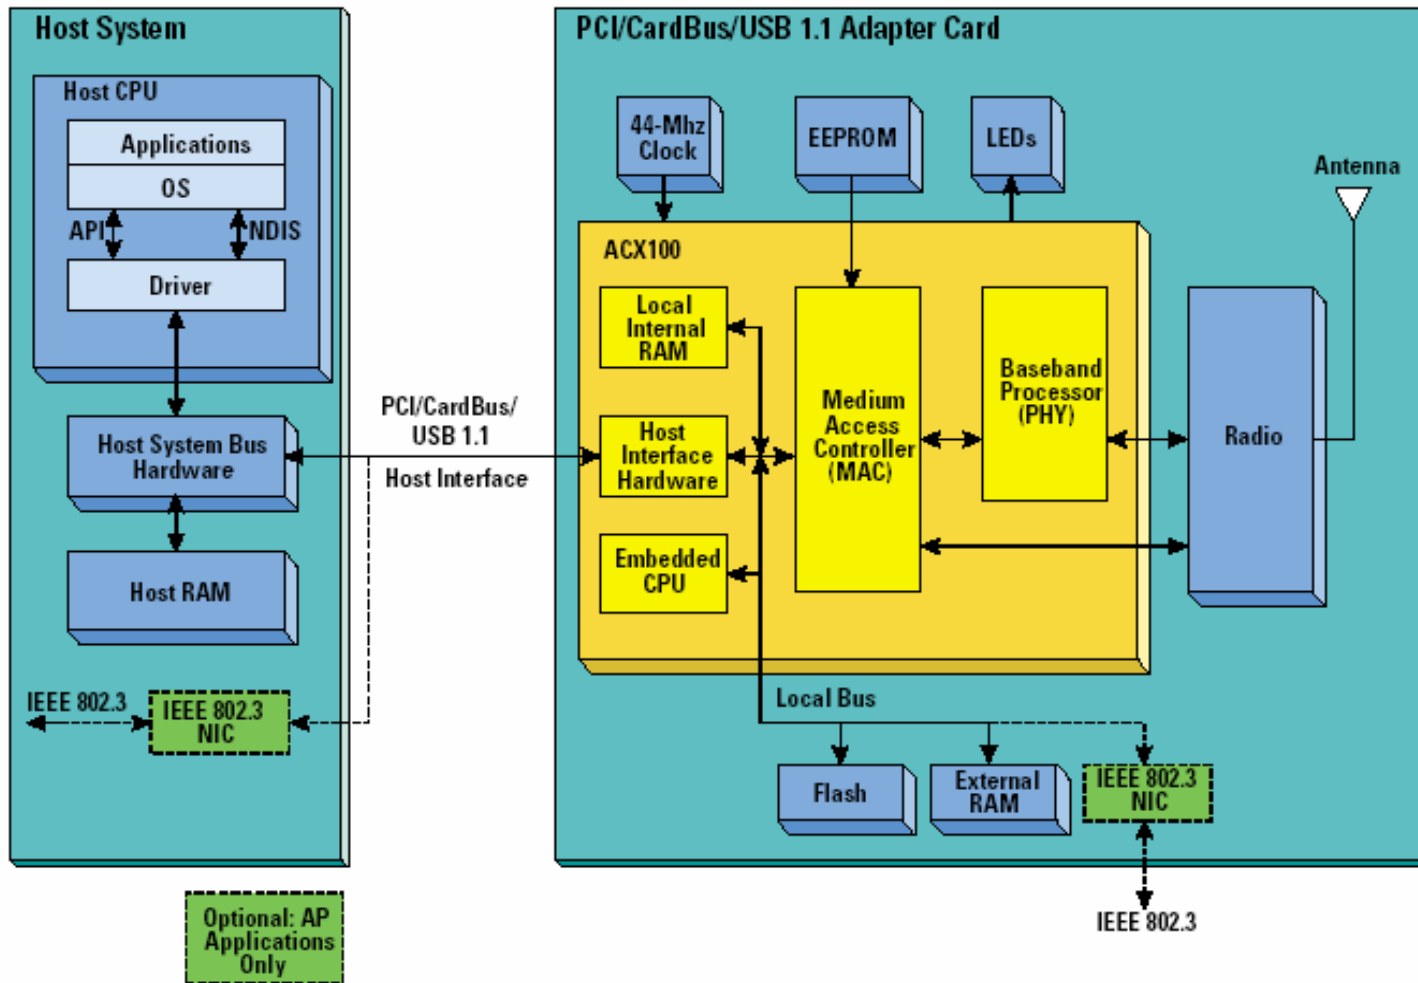 Host System
Host CPU
Applications
OS
API
NDIS
Driver
Host System Bus
Hardware
Host RAM
IEEE 802.3
IEEE 802.3
NIC
Optional: AP
Applications
Only
PCI/CardBus/
USB 1.1
Host Interface
PCI/CardBus/USB 1.1 Adapter Card
44-Mhz
Clock
EEPROM
LEDs
Antenna
ACX100
Local
Internal
RAM
Host
Interface
Hardware
Embedded
CPU
Medium
Access
Controller
(MAC)
Baseband
Processor
(PHY)
Radio
Local Bus
Flash
External
RAM
IEEE 802.3
NIC
IEEE 802.3